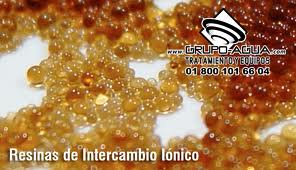 www.GRUPO-AGUA.com
TRATAMIENTO Y EQUIPOS
01 800 101 66 04
Resinas de Intercambio Iónico